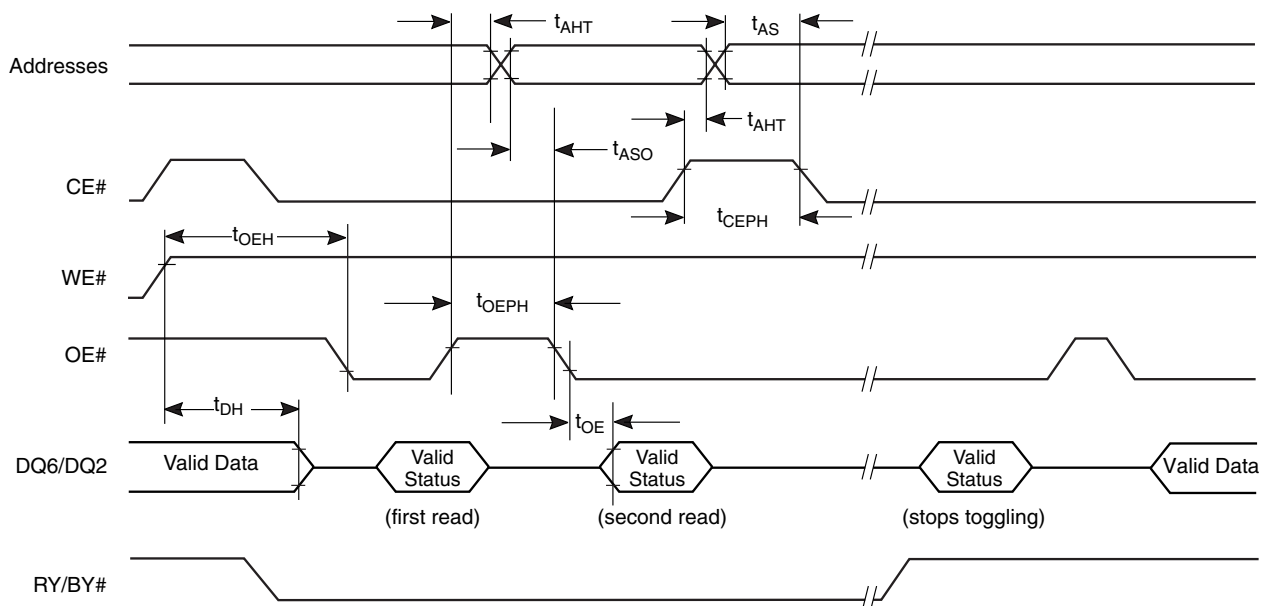 tAHT
tAS
Addresses
tAHT
tASO
CE#
tCEPH
tOEH
WE#
tOEPH
OE#
tDH
tOE
DQ6/DQ2
Valid Data
Valid
Status
Valid
Status
Valid
Status
Valid Data
(first read)
(second read)
(stops toggling)
RY/BY#